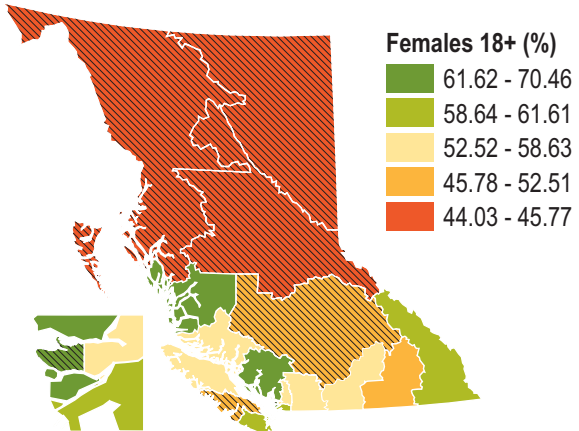 Females 18+ (%)
61.62 - 70.46
58.64 - 61.61
52.52 - 58.63
45.78 - 52.51
44.03 - 45.77